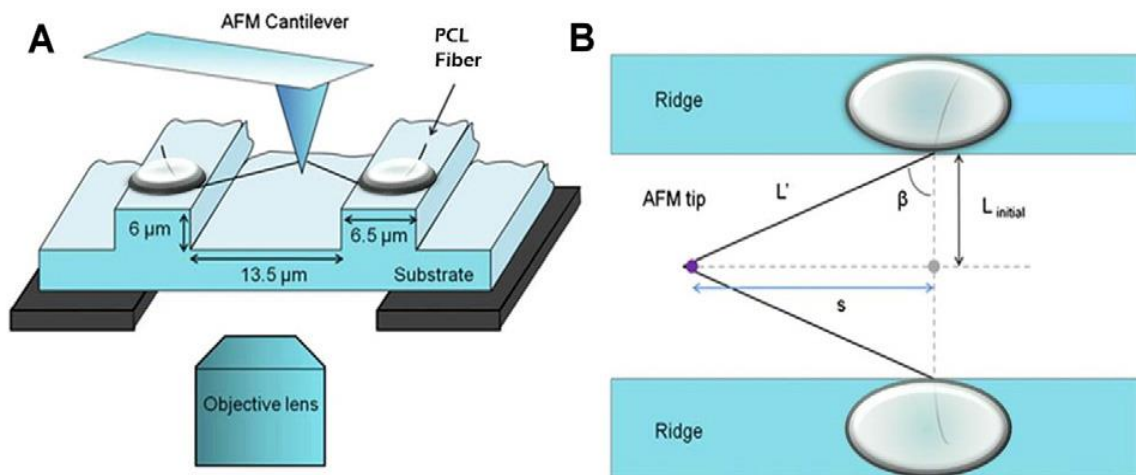 A
AFM Cantilever
PCL
Fiber
6 µm
6.5 µm
13.5 µm
Substrate
Objective lens
B
Ridge
AFM tip
L'
β
L initial
s
Ridge